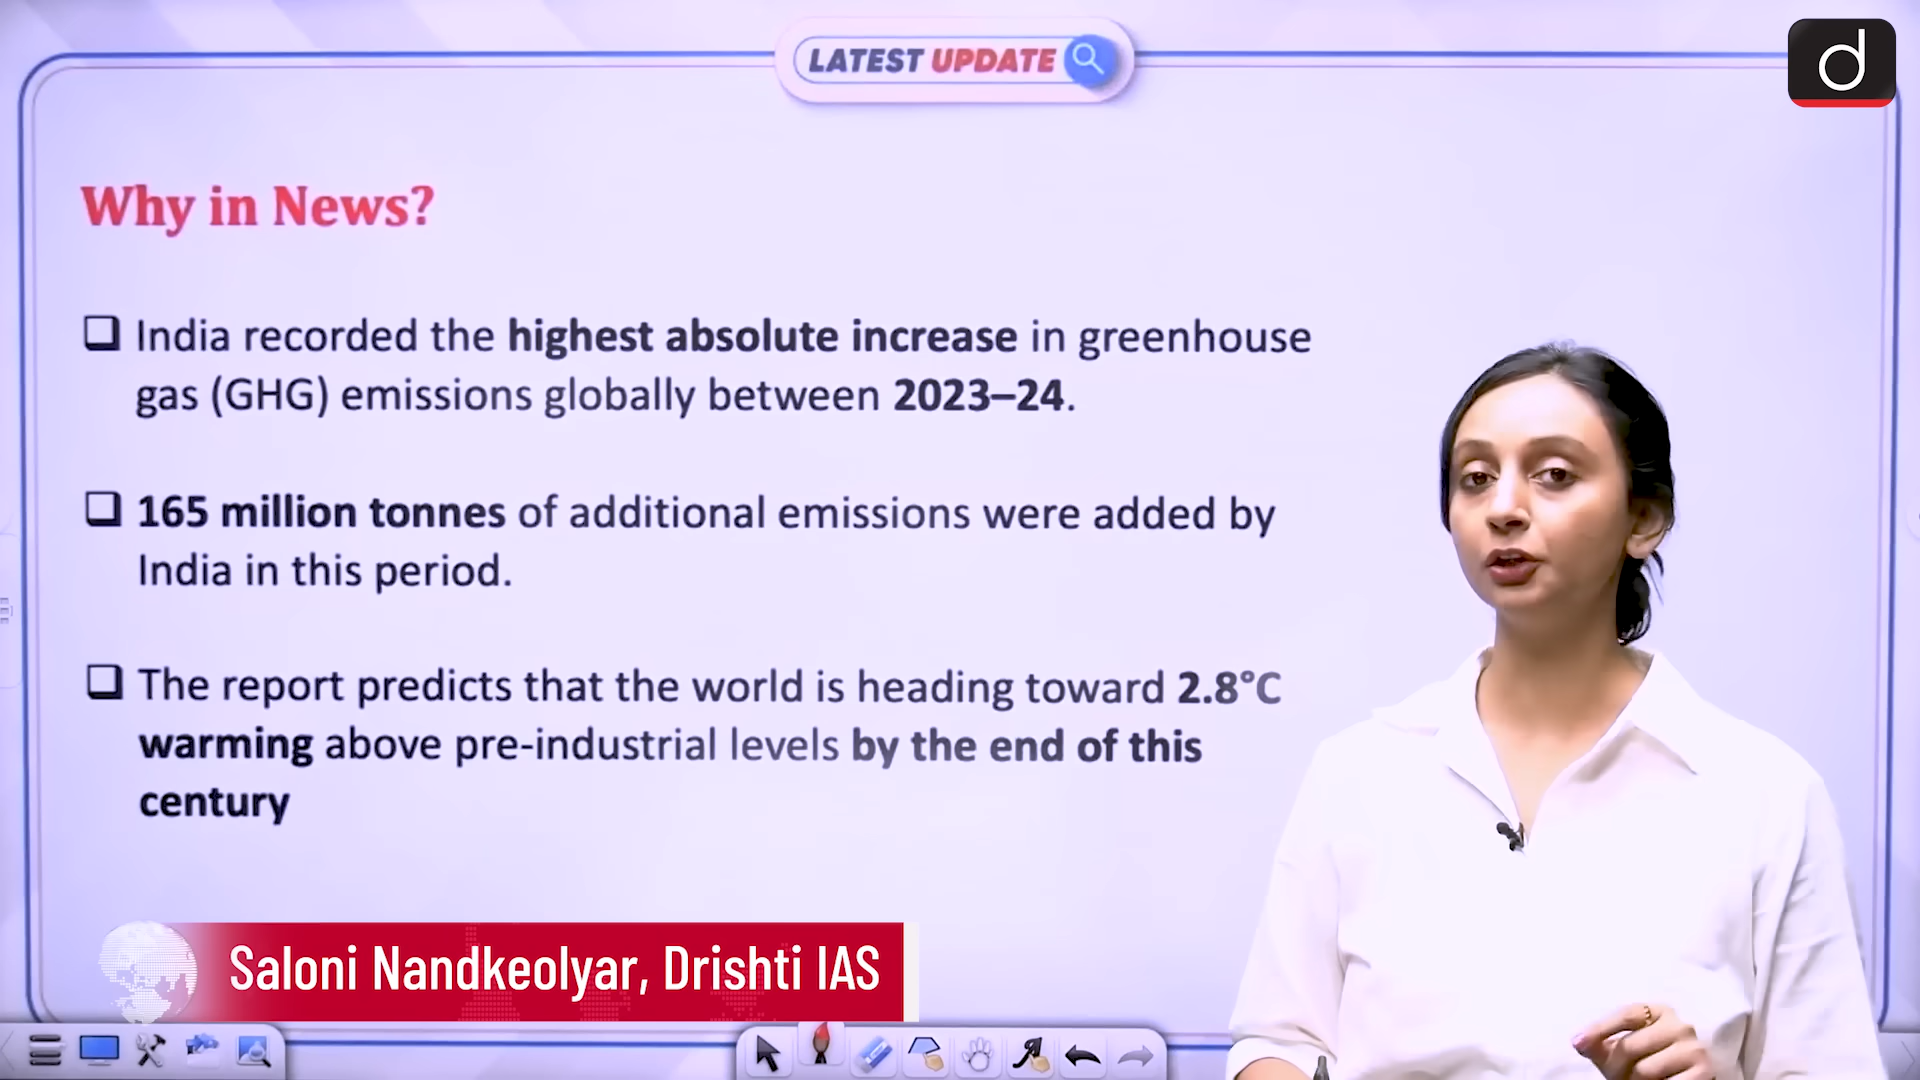 LATEST UPDATE
d
Why in News?
❑ India recorded the highest absolute increase in greenhouse
gas (GHG) emissions globally between 2023–24.
❑ 165 million tonnes of additional emissions were added by
India in this period.
❑ The report predicts that the world is heading toward 2.8°C
warming above pre-industrial levels by the end of this
century
Saloni Nandkeolyar, Drishti IAS